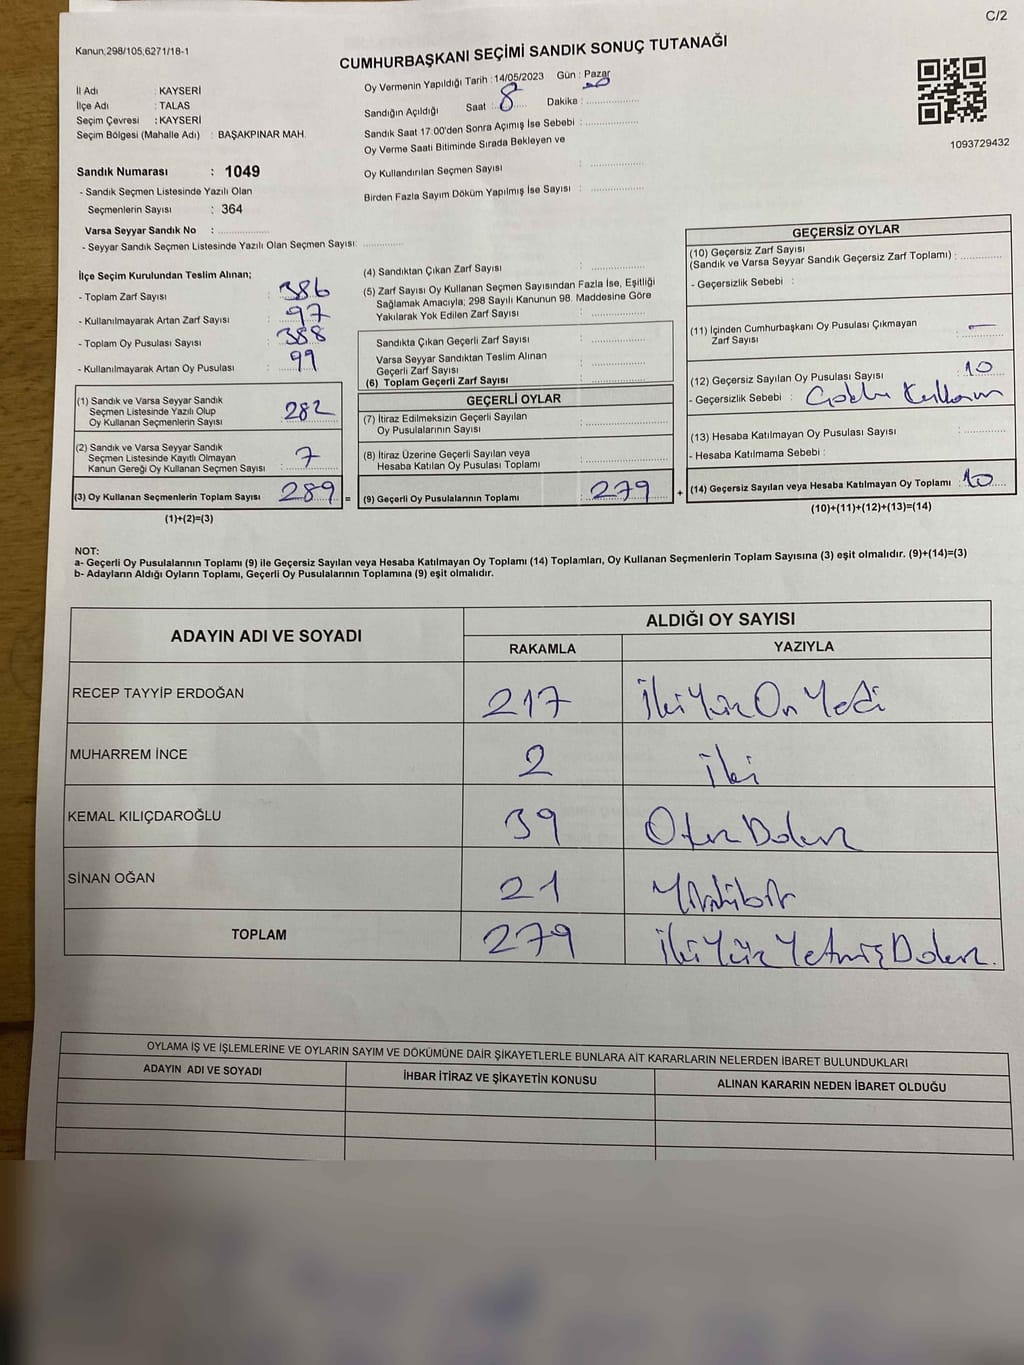 C/2
Kanun;298/105,6271/18-1
CUMHURBAŞKANI SEÇİMİ SANDIK SONUÇ TUTANAĞI
İl Adı : KAYSERİ
İlçe Adı : TALAS
Seçim Çevresi : KAYSERİ
Seçim Bölgesi (Mahalle Adı) : BAŞAKPINAR MAH.
Oy Vermenin Yapıldığı Tarih : 14/05/2023 Gün : Pazar
Sandığın Açıldığı Saat : 8 Dakika :
Sandık Saat 17:00'den Sonra Açımış İse Sebebi :
Oy Verme Saati Bitiminde Sırada Bekleyen ve
Oy Kullandırılan Seçmen Sayısı :
Birden Fazla Sayım Döküm Yapılmış İse Sayısı :
1093729432
Sandık Numarası : 1049
- Sandık Seçmen Listesinde Yazılı Olan
Seçmenlerin Sayısı : 364
Varsa Seyyar Sandık No :
- Seyyar Sandık Seçmen Listesinde Yazılı Olan Seçmen Sayısı:
İlçe Seçim Kurulundan Teslim Alınan;
- Toplam Zarf Sayısı : 386
- Kullanılmayarak Artan Zarf Sayısı : 97
- Toplam Oy Pusulası Sayısı : 388
- Kullanılmayarak Artan Oy Pusulası : 99
(1) Sandık ve Varsa Seyyar Sandık
Seçmen Listesinde Yazılı Olup
Oy Kullanan Seçmenlerin Sayısı : 282
(2) Sandık ve Varsa Seyyar Sandık
Seçmen Listesinde Kayıtlı Olmayan
Kanun Gereği Oy Kullanan Seçmen Sayısı : 7
(3) Oy Kullanan Seçmenlerin Toplam Sayısı : 289 =
(1)+(2)=(3)
(4) Sandıktan Çıkan Zarf Sayısı :
(5) Zarf Sayısı Oy Kullanan Seçmen Sayısından Fazla İse, Eşitliği
Sağlamak Amacıyla; 298 Sayılı Kanunun 98. Maddesine Göre
Yakılarak Yok Edilen Zarf Sayısı :
Sandıkta Çıkan Geçerli Zarf Sayısı :
Varsa Seyyar Sandıktan Teslim Alınan
Geçerli Zarf Sayısı :
(6) Toplam Geçerli Zarf Sayısı :
GEÇERLİ OYLAR
(7) İtiraz Edilmeksizin Geçerli Sayılan
Oy Pusulalarının Sayısı :
(8) İtiraz Üzerine Geçerli Sayılan veya
Hesaba Katılan Oy Pusulası Toplamı :
(9) Geçerli Oy Pusulalarının Toplamı : 279 +
GEÇERSİZ OYLAR
(10) Geçersiz Zarf Sayısı
(Sandık ve Varsa Seyyar Sandık Geçersiz Zarf Toplamı) :
- Geçersizlik Sebebi :
(11) İçinden Cumhurbaşkanı Oy Pusulası Çıkmayan
Zarf Sayısı : —
(12) Geçersiz Sayılan Oy Pusulası Sayısı : 10
- Geçersizlik Sebebi :
(13) Hesaba Katılmayan Oy Pusulası Sayısı :
- Hesaba Katılmama Sebebi :
(14) Geçersiz Sayılan veya Hesaba Katılmayan Oy Toplamı : 10
(10)+(11)+(12)+(13)=(14)
NOT:
a- Geçerli Oy Pusulalarının Toplamı (9) ile Geçersiz Sayılan veya Hesaba Katılmayan Oy Toplamı (14) Toplamları, Oy Kullanan Seçmenlerin Toplam Sayısına (3) eşit olmalıdır. (9)+(14)=(3)
b- Adayların Aldığı Oyların Toplamı, Geçerli Oy Pusulalarının Toplamına (9) eşit olmalıdır.
ADAYIN ADI VE SOYADI
ALDIĞI OY SAYISI
RAKAMLA YAZIYLA
RECEP TAYYİP ERDOĞAN 217 İkiYüzOnYedi
MUHARREM İNCE 2 iki
KEMAL KILIÇDAROĞLU 39 OtuzDokuz
SİNAN OĞAN 21 Yirmibir
TOPLAM 279 ikiYüzYetmişDokuz.
OYLAMA İŞ VE İŞLEMLERİNE VE OYLARIN SAYIM VE DÖKÜMÜNE DAİR ŞİKAYETLERLE BUNLARA AİT KARARLARIN NELERDEN İBARET BULUNDUKLARI
ADAYIN ADI VE SOYADI İHBAR İTİRAZ VE ŞİKAYETİN KONUSU ALINAN KARARIN NEDEN İBARET OLDUĞU